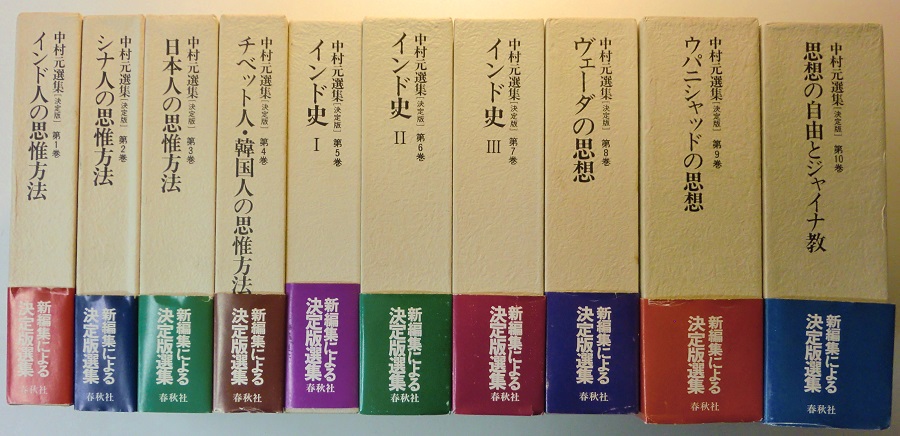 中村元選集[決定版] 第1巻
インド人の思惟方法
新編集による
決定版選集
春秋社
中村元選集[決定版] 第2巻
シナ人の思惟方法
新編集による
決定版選集
春秋社
中村元選集[決定版] 第3巻
日本人の思惟方法
新編集による
決定版選集
春秋社
中村元選集[決定版] 第4巻
チベット人・韓国人の思惟方法
新編集による
決定版選集
春秋社
中村元選集[決定版] 第5巻
インド史 I
新編集による
決定版選集
春秋社
中村元選集[決定版] 第6巻
インド史 II
新編集による
決定版選集
春秋社
中村元選集[決定版] 第7巻
インド史 III
新編集による
決定版選集
春秋社
中村元選集[決定版] 第8巻
ヴェーダの思想
新編集による
決定版選集
春秋社
中村元選集[決定版] 第9巻
ウパニシャッドの思想
新編集による
決定版選集
春秋社
中村元選集[決定版] 第10巻
思想の自由とジャイナ教
新編集による
決定版選集
春秋社